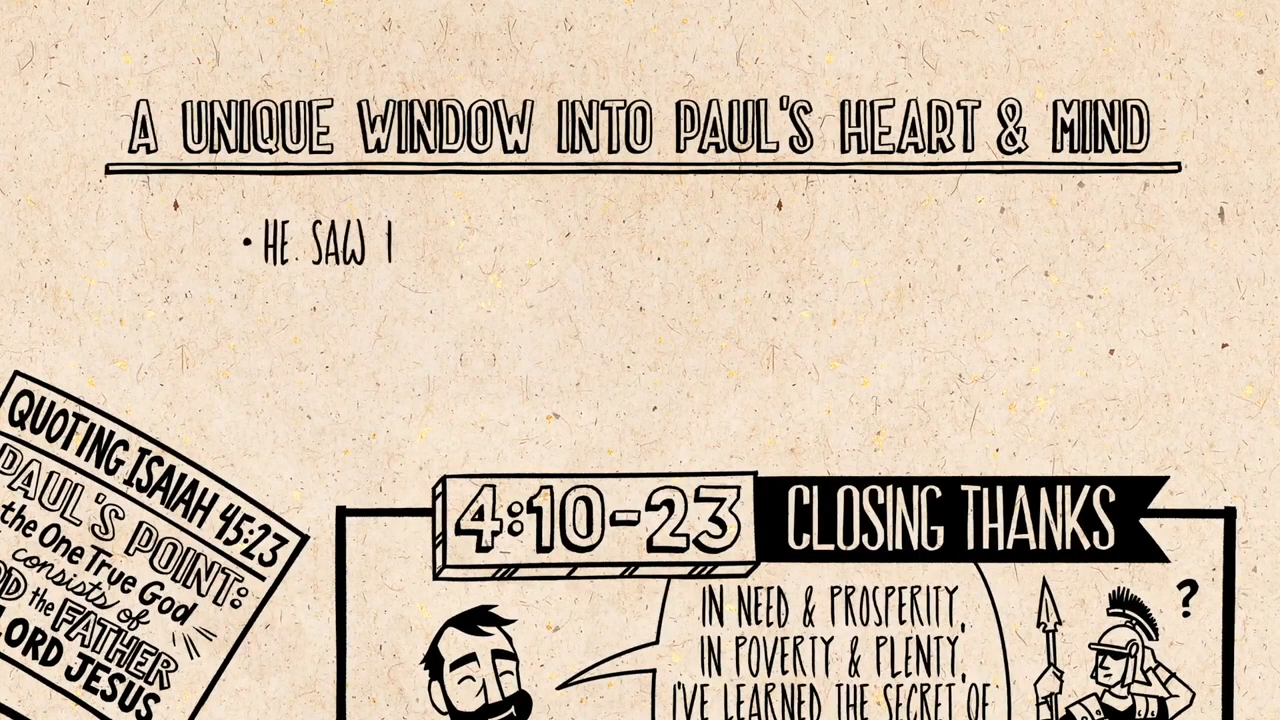 A UNIQUE WINDOW INTO PAUL'S HEART & MIND
• HE SAW
QUOTING ISAIAH 45:23
PAUL'S POINT:
the One True God
consists of
the FATHER
LORD JESUS
4:10-23 CLOSING THANKS
IN NEED & PROSPERITY,
IN POVERTY & PLENTY,
I'VE LEARNED THE SECRET OF
?